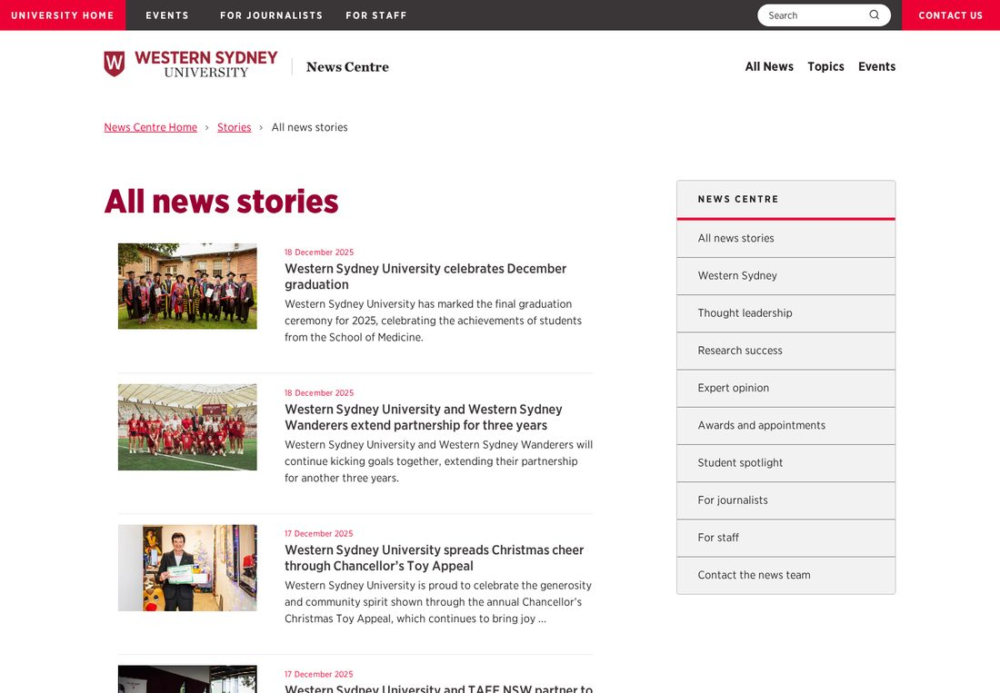 UNIVERSITY HOME
EVENTS
FOR JOURNALISTS
FOR STAFF
Search
CONTACT US
W
WESTERN SYDNEY
UNIVERSITY
News Centre
All News
Topics
Events
News Centre Home › Stories › All news stories
All news stories
18 December 2025
Western Sydney University celebrates December
graduation
Western Sydney University has marked the final graduation
ceremony for 2025, celebrating the achievements of students
from the School of Medicine.
18 December 2025
Western Sydney University and Western Sydney
Wanderers extend partnership for three years
Western Sydney University and Western Sydney Wanderers will
continue kicking goals together, extending their partnership
for another three years.
17 December 2025
Western Sydney University spreads Christmas cheer
through Chancellor’s Toy Appeal
Western Sydney University is proud to celebrate the generosity
and community spirit shown through the annual Chancellor’s
Christmas Toy Appeal, which continues to bring joy ...
17 December 2025
Western Sydney University and TAFE NSW partner to
NEWS CENTRE
All news stories
Western Sydney
Thought leadership
Research success
Expert opinion
Awards and appointments
Student spotlight
For journalists
For staff
Contact the news team